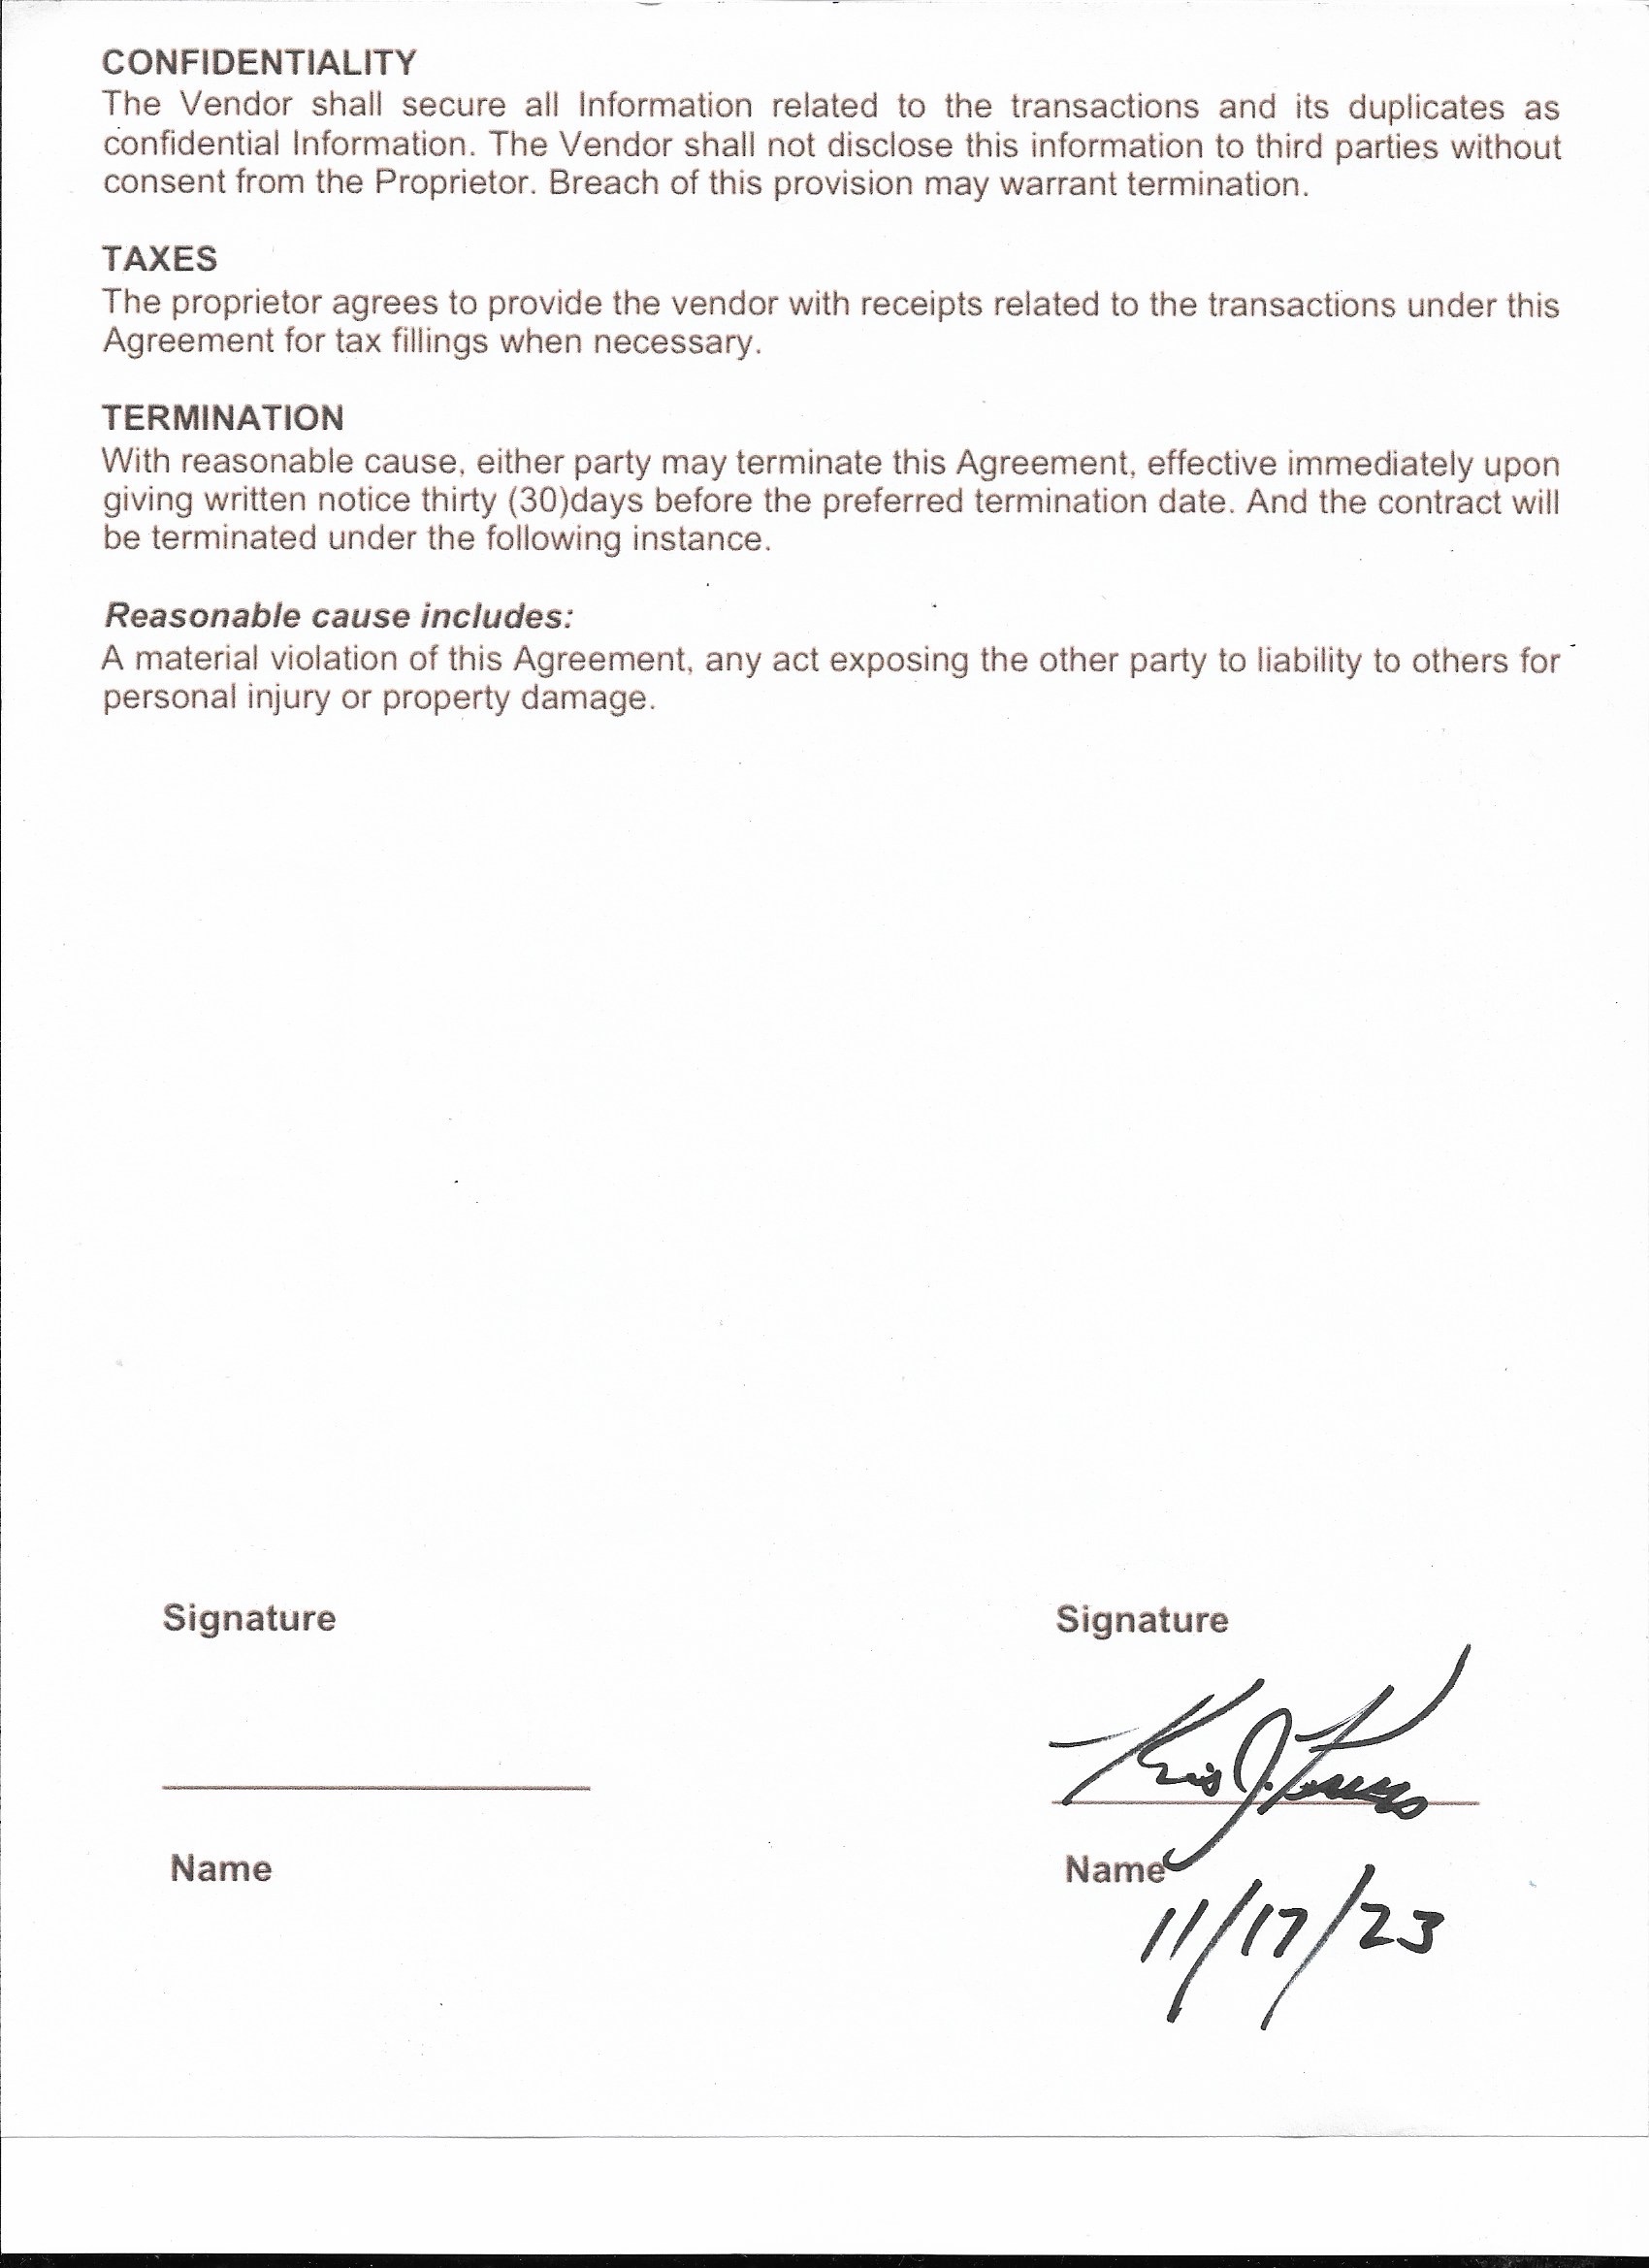 CONFIDENTIALITY
The Vendor shall secure all Information related to the transactions and its duplicates as
confidential Information. The Vendor shall not disclose this information to third parties without
consent from the Proprietor. Breach of this provision may warrant termination.
TAXES
The proprietor agrees to provide the vendor with receipts related to the transactions under this
Agreement for tax fillings when necessary.
TERMINATION
With reasonable cause, either party may terminate this Agreement, effective immediately upon
giving written notice thirty (30)days before the preferred termination date. And the contract will
be terminated under the following instance.
Reasonable cause includes:
A material violation of this Agreement, any act exposing the other party to liability to others for
personal injury or property damage.
Signature Signature
Name Name
11/17/23